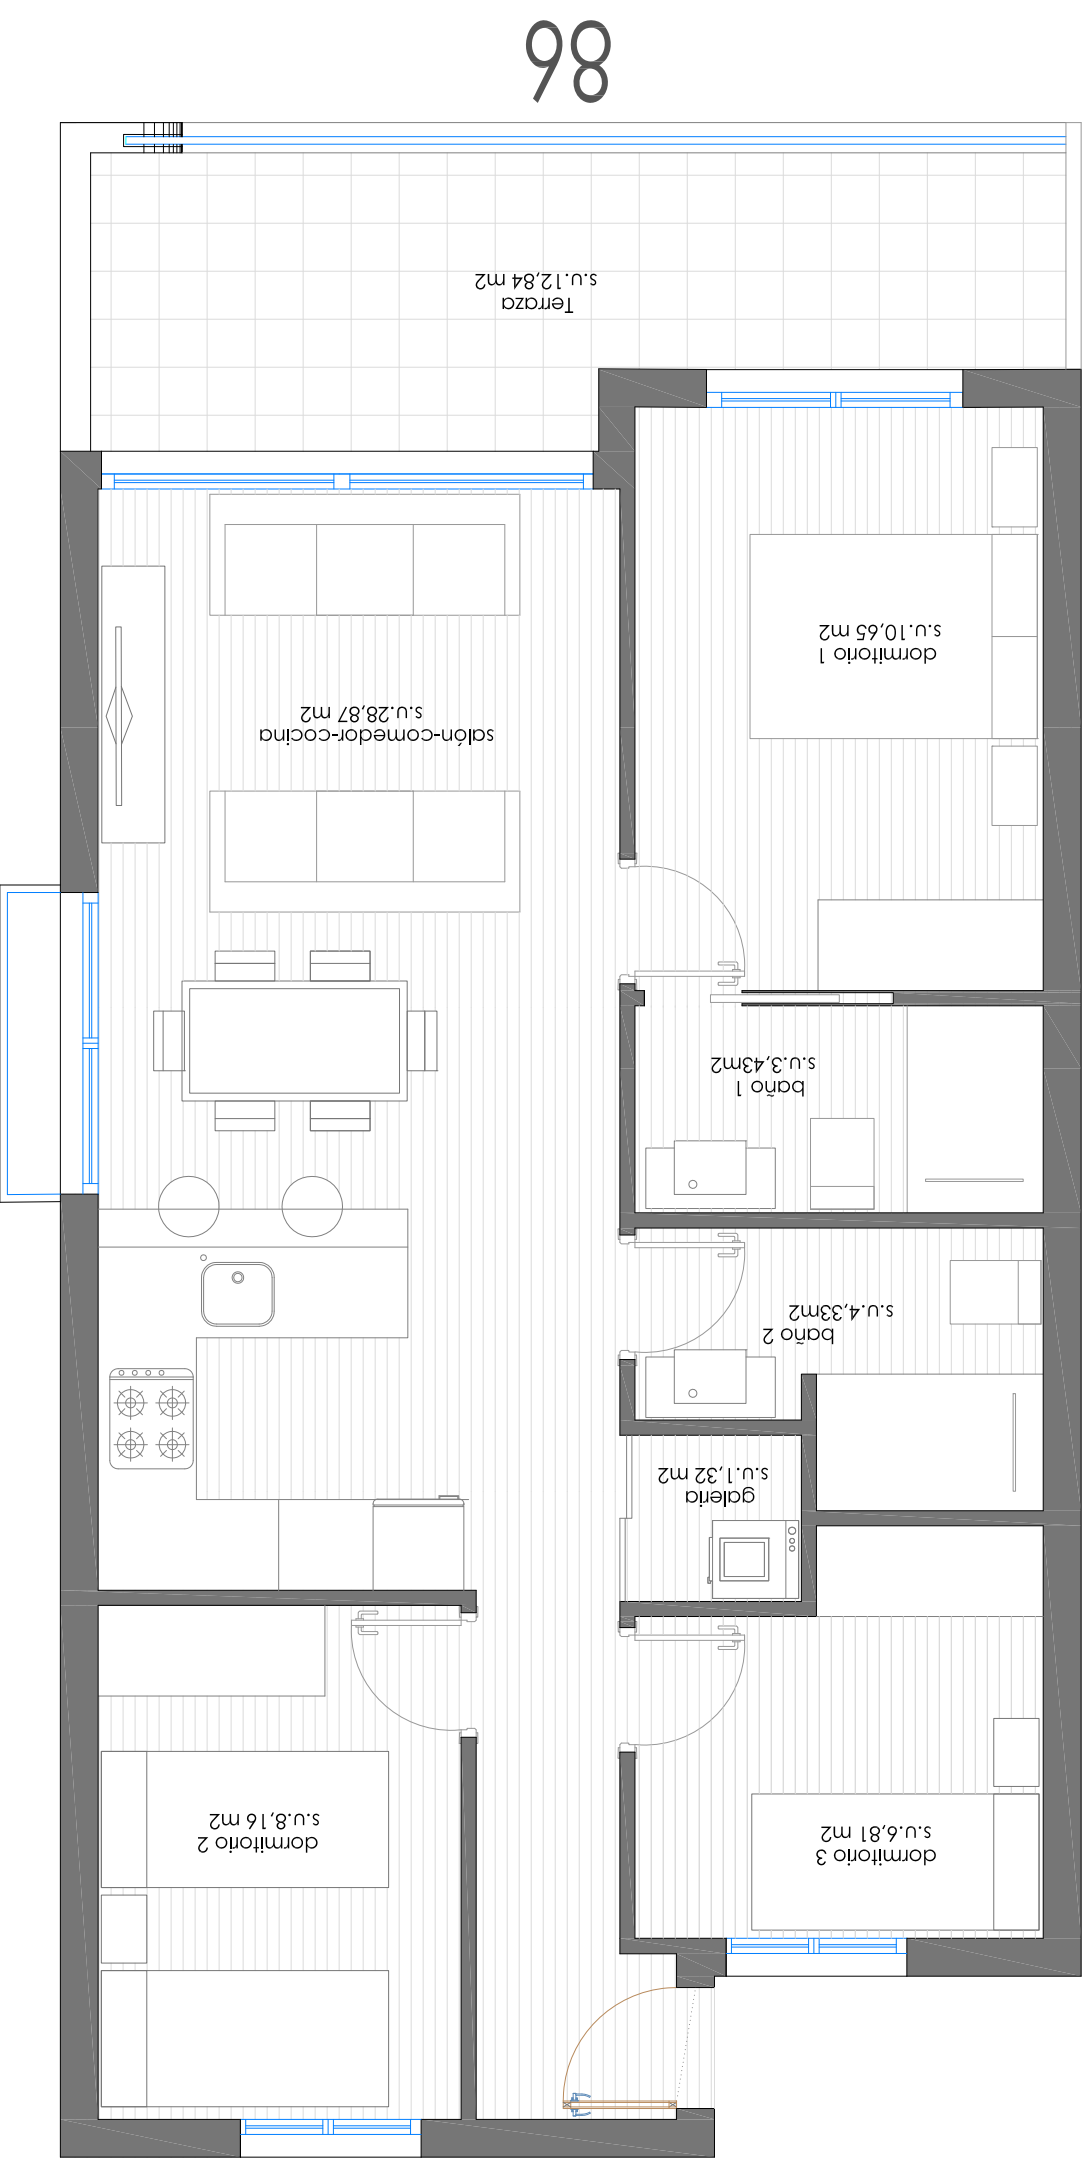 s.u.6,81 m2
dormitorio 3
s.u.8,16 m2
dormitorio 2
galeria
s.u.1,32 m2
baño 2
s.u.4,33m2
baño 1
s.u.3,43m2
salón-comedor-cocina
s.u.28,87 m2
dormitorio 1
s.u.10,65 m2
Terraza
s.u.12,84 m2
86